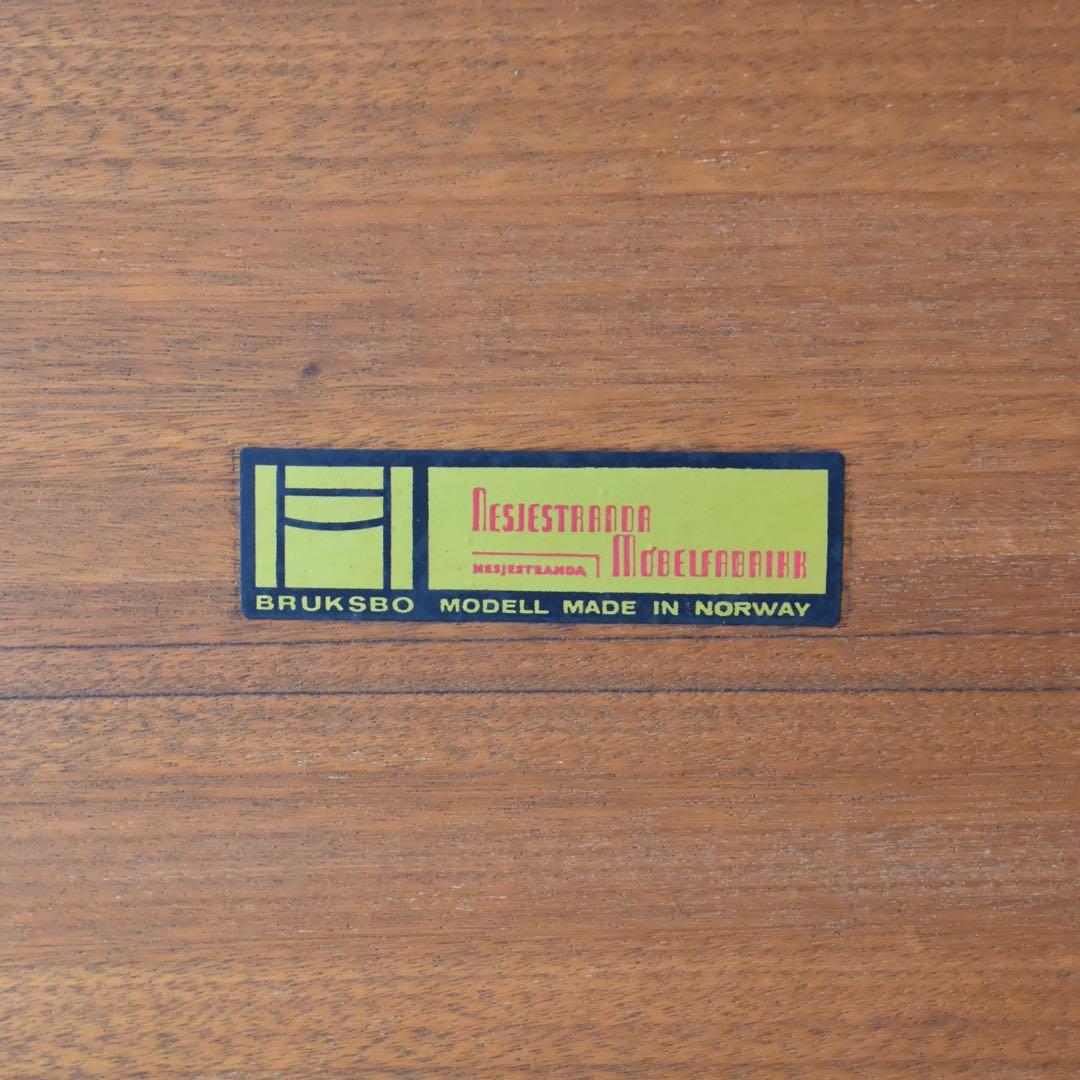 NESJESTRANDA
NESJESTRANDA MØBELFABRIKK
BRUKSBO MODELL MADE IN NORWAY